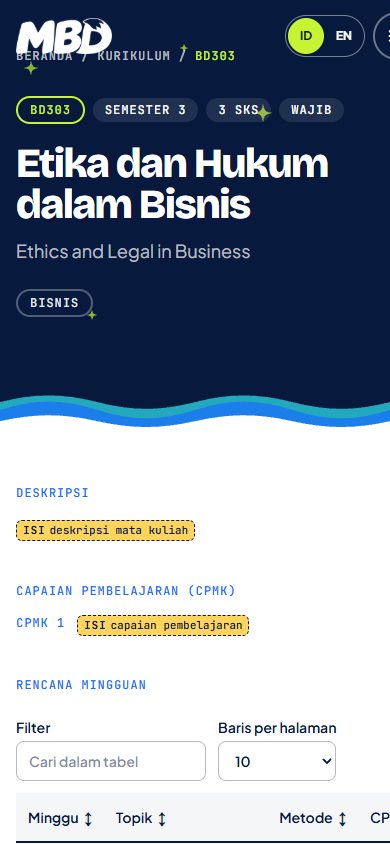 MBD
ID EN
BERANDA / KURIKULUM / BD303
BD303 SEMESTER 3 3 SKS WAJIB
Etika dan Hukum
dalam Bisnis
Ethics and Legal in Business
BISNIS
DESKRIPSI
ISI deskripsi mata kuliah
CAPAIAN PEMBELAJARAN (CPMK)
CPMK 1 ISI capaian pembelajaran
RENCANA MINGGUAN
Filter Baris per halaman
Cari dalam tabel 10
Minggu ↕ Topik ↕ Metode ↕ CP